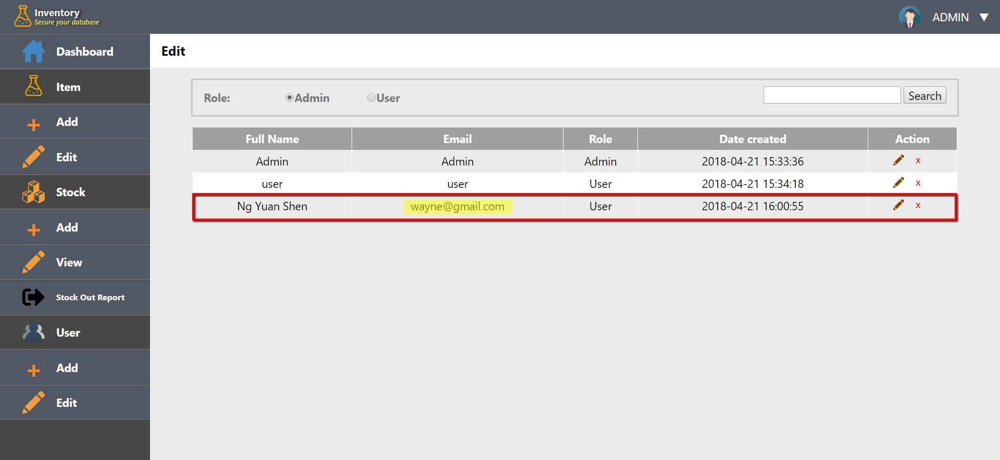 Inventory
Secure your database
ADMIN ▼
Dashboard
Item
Add
Edit
Stock
Add
View
Stock Out Report
User
Add
Edit
Edit
Role: Admin User Search
Full Name Email Role Date created Action
Admin Admin Admin 2018-04-21 15:33:36 x
user user User 2018-04-21 15:34:18 x
Ng Yuan Shen wayne@gmail.com User 2018-04-21 16:00:55 x